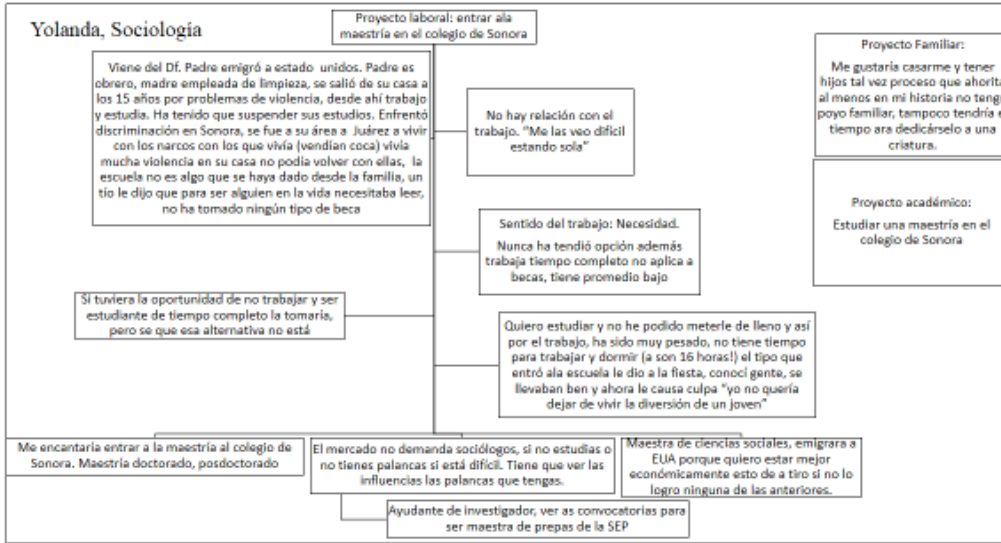 Yolanda, Sociología
Proyecto laboral: entrar ala
maestría en el colegio de Sonora
Viene del Df. Padre emigró a estado unidos. Padre es
obrero, madre empleada de limpieza, se salió de su casa a
los 15 años por problemas de violencia, desde ahí trabajo
y estudia. Ha tenido que suspender sus estudios. Enfrentó
discriminación en Sonora, se fue a su área a Juárez a vivir
con los narcos con los que vivía (vendían coca) vivía
mucha violencia en su casa no podía volver con ellas, la
escuela no es algo que se haya dado desde la familia, un
tío le dijo que para ser alguien en la vida necesitaba leer,
no ha tomado ningún tipo de beca
No hay relación con el
trabajo. "Me las veo difícil
estando sola"
Proyecto Familiar:
Me gustaría casarme y tener
hijos tal vez proceso que ahorita
al menos en mi historia no tengo
poyo familiar, tampoco tendría
tiempo ara dedicárselo a una
criatura.
Proyecto académico:
Estudiar una maestría en el
colegio de Sonora
Sentido del trabajo: Necesidad.
Nunca ha tendió opción además
trabaja tiempo completo no aplica a
becas, tiene promedio bajo
Si tuviera la oportunidad de no trabajar y ser
estudiante de tiempo completo la tomaría,
pero se que esa alternativa no está
Quiero estudiar y no he podido meterle de lleno y así
por el trabajo, ha sido muy pesado, no tiene tiempo
para trabajar y dormir (a son 16 horas!) el tipo que
entró ala escuela le dio a la fiesta, conocí gente, se
llevaban ben y ahora le causa culpa "yo no quería
dejar de vivir la diversión de un joven"
Me encantaría entrar a la maestría al colegio de
Sonora. Maestría doctorado, posdoctorado
El mercado no demanda sociólogos, si no estudias o
no tienes palancas si está difícil. Tiene que ver las
influencias las palancas que tengas.
Maestra de ciencias sociales, emigrara a
EUA porque quiero estar mejor
económicamente esto de a tiro si no lo
logro ninguna de las anteriores.
Ayudante de investigador, ver as convocatorias para
ser maestra de prepas de la SEP